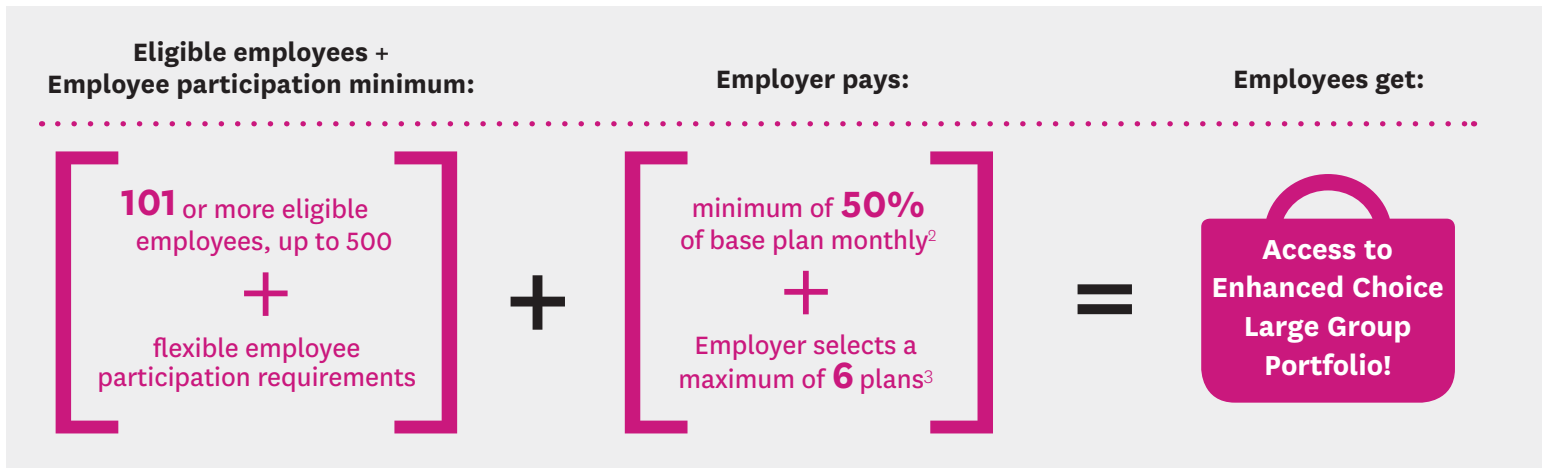 Eligible employees +
Employee participation minimum:
Employer pays:
Employees get:
101 or more eligible
employees, up to 500
+
flexible employee
participation requirements
+
minimum of 50%
of base plan monthly2
+
Employer selects a
maximum of 6 plans3
=
Access to
Enhanced Choice
Large Group
Portfolio!